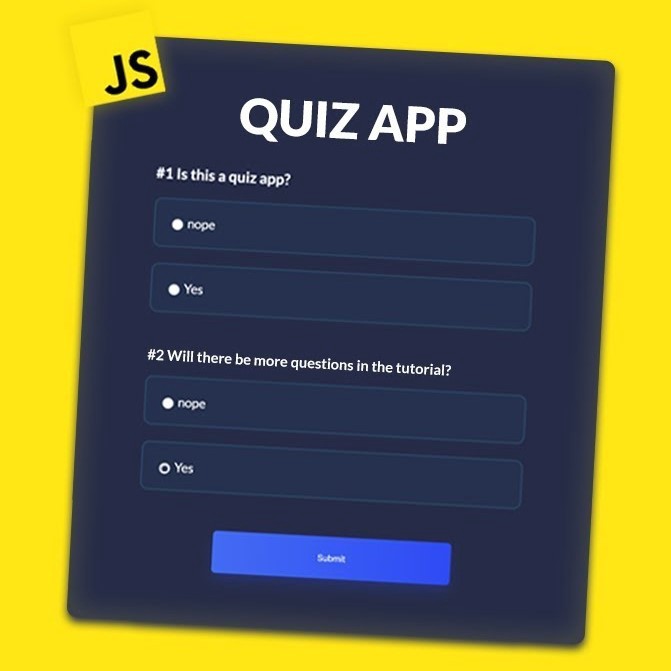 JS
QUIZ APP
#1 Is this a quiz app?
nope
Yes
#2 Will there be more questions in the tutorial?
nope
Yes
Submit